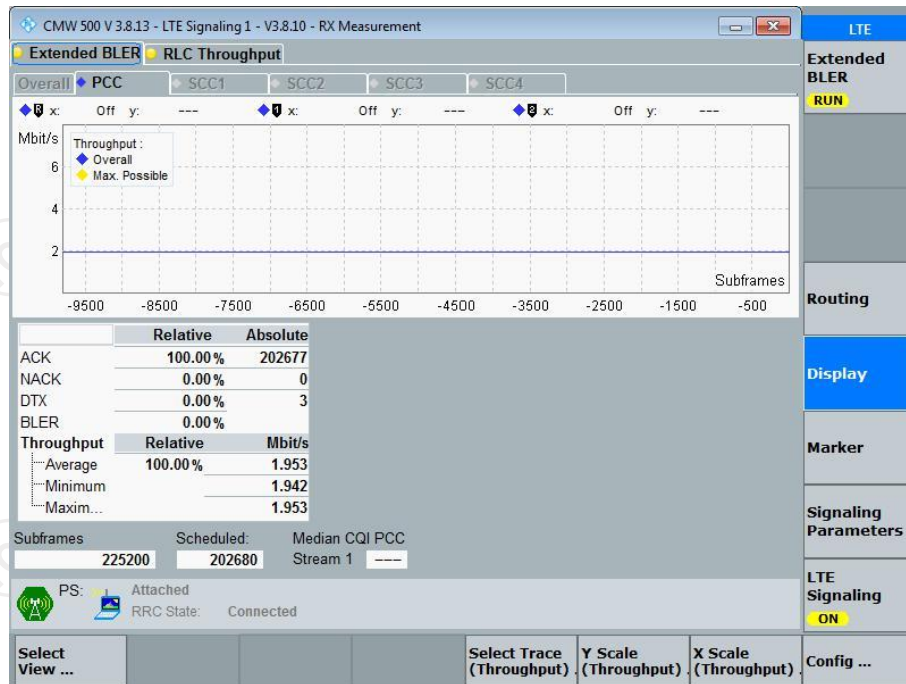 CMW 500 V 3.8.13 - LTE Signaling 1 - V3.8.10 - RX Measurement
LTE
Extended BLER RLC Throughput
Overall PCC SCC1 SCC2 SCC3 SCC4
x: Off y: --- x: Off y: --- x: Off y: ---
Mbit/s
Throughput :
Overall
Max. Possible
6
4
2
Subframes
-9500 -8500 -7500 -6500 -5500 -4500 -3500 -2500 -1500 -500
Relative Absolute
ACK 100.00 % 202677
NACK 0.00 % 0
DTX 0.00 % 3
BLER 0.00 %
Throughput Relative Mbit/s
Average 100.00 % 1.953
Minimum 1.942
Maxim... 1.953
Subframes Scheduled: Median CQI PCC
225200 202680 Stream 1 ---
PS: Attached
RRC State: Connected
Extended
BLER
RUN
Routing
Display
Marker
Signaling
Parameters
LTE
Signaling
ON
Select
View ...
Select Trace
(Throughput)
Y Scale
(Throughput)
X Scale
(Throughput)
Config ...